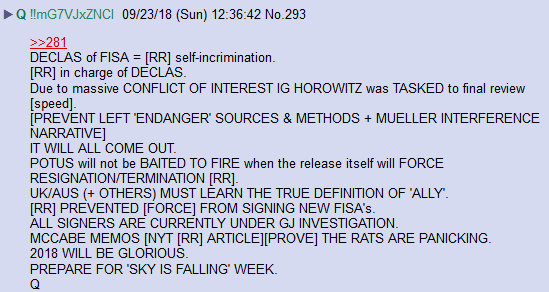 ▶ Q !!mG7VJxZNCI 09/23/18 (Sun) 12:36:42 No.293
>>281
DECLAS of FISA = [RR] self-incrimination.
[RR] in charge of DECLAS.
Due to massive CONFLICT OF INTEREST IG HOROWITZ was TASKED to final review
[speed].
[PREVENT LEFT 'ENDANGER' SOURCES & METHODS + MUELLER INTERFERENCE
NARRATIVE]
IT WILL ALL COME OUT.
POTUS will not be BAITED TO FIRE when the release itself will FORCE
RESIGNATION/TERMINATION [RR].
UK/AUS (+ OTHERS) MUST LEARN THE TRUE DEFINITION OF 'ALLY'.
[RR] PREVENTED [FORCE] FROM SIGNING NEW FISA's.
ALL SIGNERS ARE CURRENTLY UNDER GJ INVESTIGATION.
MCCABE MEMOS [NYT [RR] ARTICLE][PROVE] THE RATS ARE PANICKING.
2018 WILL BE GLORIOUS.
PREPARE FOR 'SKY IS FALLING' WEEK.
Q